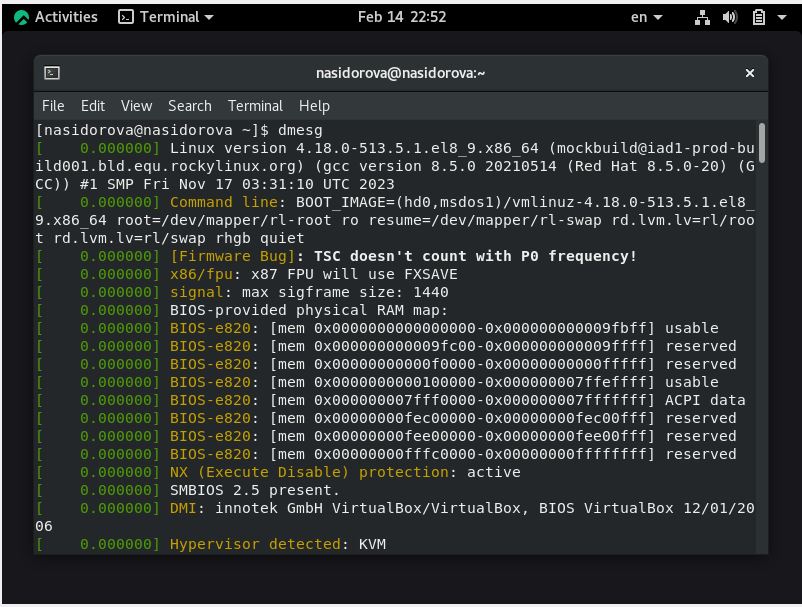 Activities Terminal Feb 14 22:52 en
nasidorova@nasidorova:~
File Edit View Search Terminal Help
[nasidorova@nasidorova ~]$ dmesg
[    0.000000] Linux version 4.18.0-513.5.1.el8_9.x86_64 (mockbuild@iad1-prod-bu
ild001.bld.equ.rockylinux.org) (gcc version 8.5.0 20210514 (Red Hat 8.5.0-20) (G
CC)) #1 SMP Fri Nov 17 03:31:10 UTC 2023
[    0.000000] Command line: BOOT_IMAGE=(hd0,msdos1)/vmlinuz-4.18.0-513.5.1.el8_
9.x86_64 root=/dev/mapper/rl-root ro resume=/dev/mapper/rl-swap rd.lvm.lv=rl/roo
t rd.lvm.lv=rl/swap rhgb quiet
[    0.000000] [Firmware Bug]: TSC doesn't count with P0 frequency!
[    0.000000] x86/fpu: x87 FPU will use FXSAVE
[    0.000000] signal: max sigframe size: 1440
[    0.000000] BIOS-provided physical RAM map:
[    0.000000] BIOS-e820: [mem 0x0000000000000000-0x000000000009fbff] usable
[    0.000000] BIOS-e820: [mem 0x000000000009fc00-0x000000000009ffff] reserved
[    0.000000] BIOS-e820: [mem 0x00000000000f0000-0x00000000000fffff] reserved
[    0.000000] BIOS-e820: [mem 0x0000000000100000-0x000000007ffeffff] usable
[    0.000000] BIOS-e820: [mem 0x000000007fff0000-0x000000007fffffff] ACPI data
[    0.000000] BIOS-e820: [mem 0x00000000fec00000-0x00000000fec00fff] reserved
[    0.000000] BIOS-e820: [mem 0x00000000fee00000-0x00000000fee00fff] reserved
[    0.000000] BIOS-e820: [mem 0x00000000fffc0000-0x00000000ffffffff] reserved
[    0.000000] NX (Execute Disable) protection: active
[    0.000000] SMBIOS 2.5 present.
[    0.000000] DMI: innotek GmbH VirtualBox/VirtualBox, BIOS VirtualBox 12/01/20
06
[    0.000000] Hypervisor detected: KVM